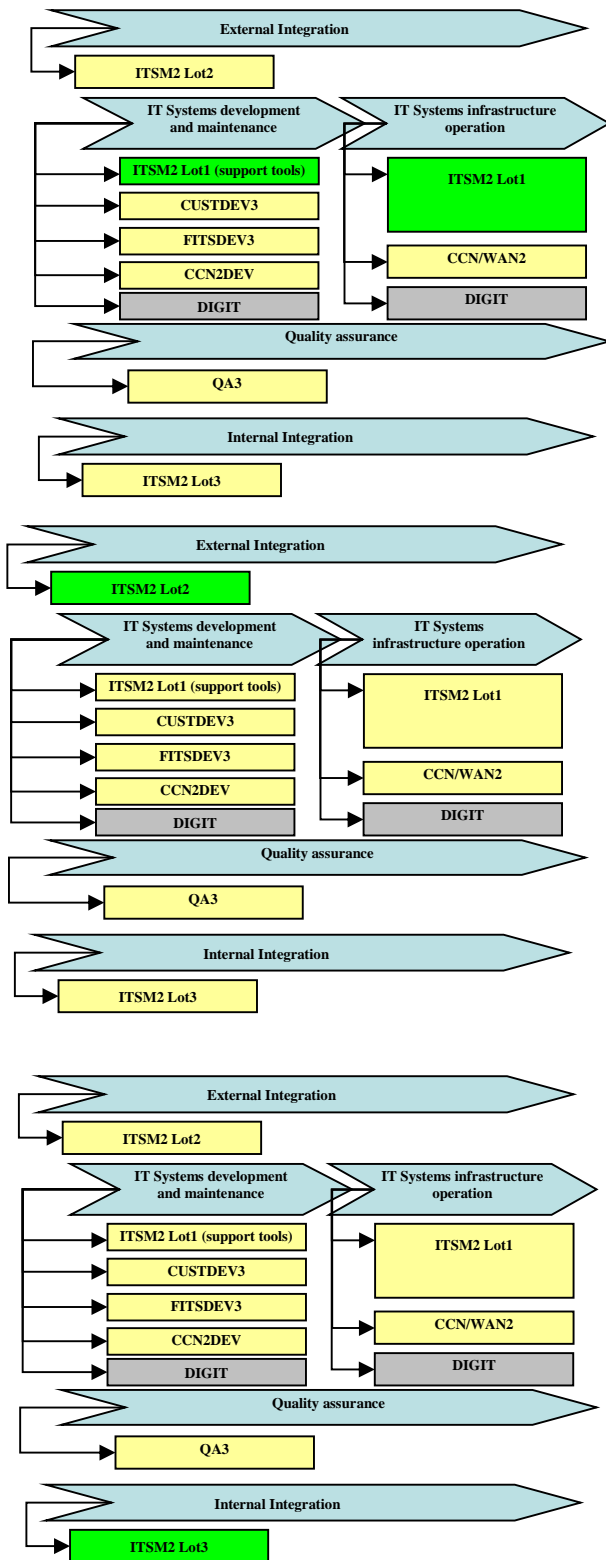 External Integration
ITSM2 Lot2
IT Systems development
and maintenance
IT Systems infrastructure
operation
ITSM2 Lot1 (support tools)
ITSM2 Lot1
CUSTDEV3
FITSDEV3
CCN/WAN2
CCN2DEV
DIGIT
DIGIT
Quality assurance
QA3
Internal Integration
ITSM2 Lot3
External Integration
ITSM2 Lot2
IT Systems development
and maintenance
IT Systems
infrastructure operation
ITSM2 Lot1 (support tools)
ITSM2 Lot1
CUSTDEV3
FITSDEV3
CCN/WAN2
CCN2DEV
DIGIT
DIGIT
Quality assurance
QA3
Internal Integration
ITSM2 Lot3
External Integration
ITSM2 Lot2
IT Systems development
and maintenance
IT Systems infrastructure
operation
ITSM2 Lot1 (support tools)
ITSM2 Lot1
CUSTDEV3
FITSDEV3
CCN/WAN2
CCN2DEV
DIGIT
DIGIT
Quality assurance
QA3
Internal Integration
ITSM2 Lot3